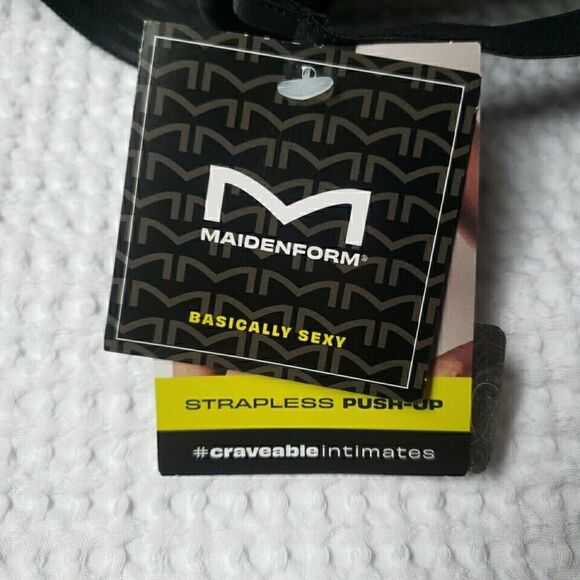 MAIDENFORM®
BASICALLY SEXY
STRAPLESS PUSH-UP
#craveableintimates